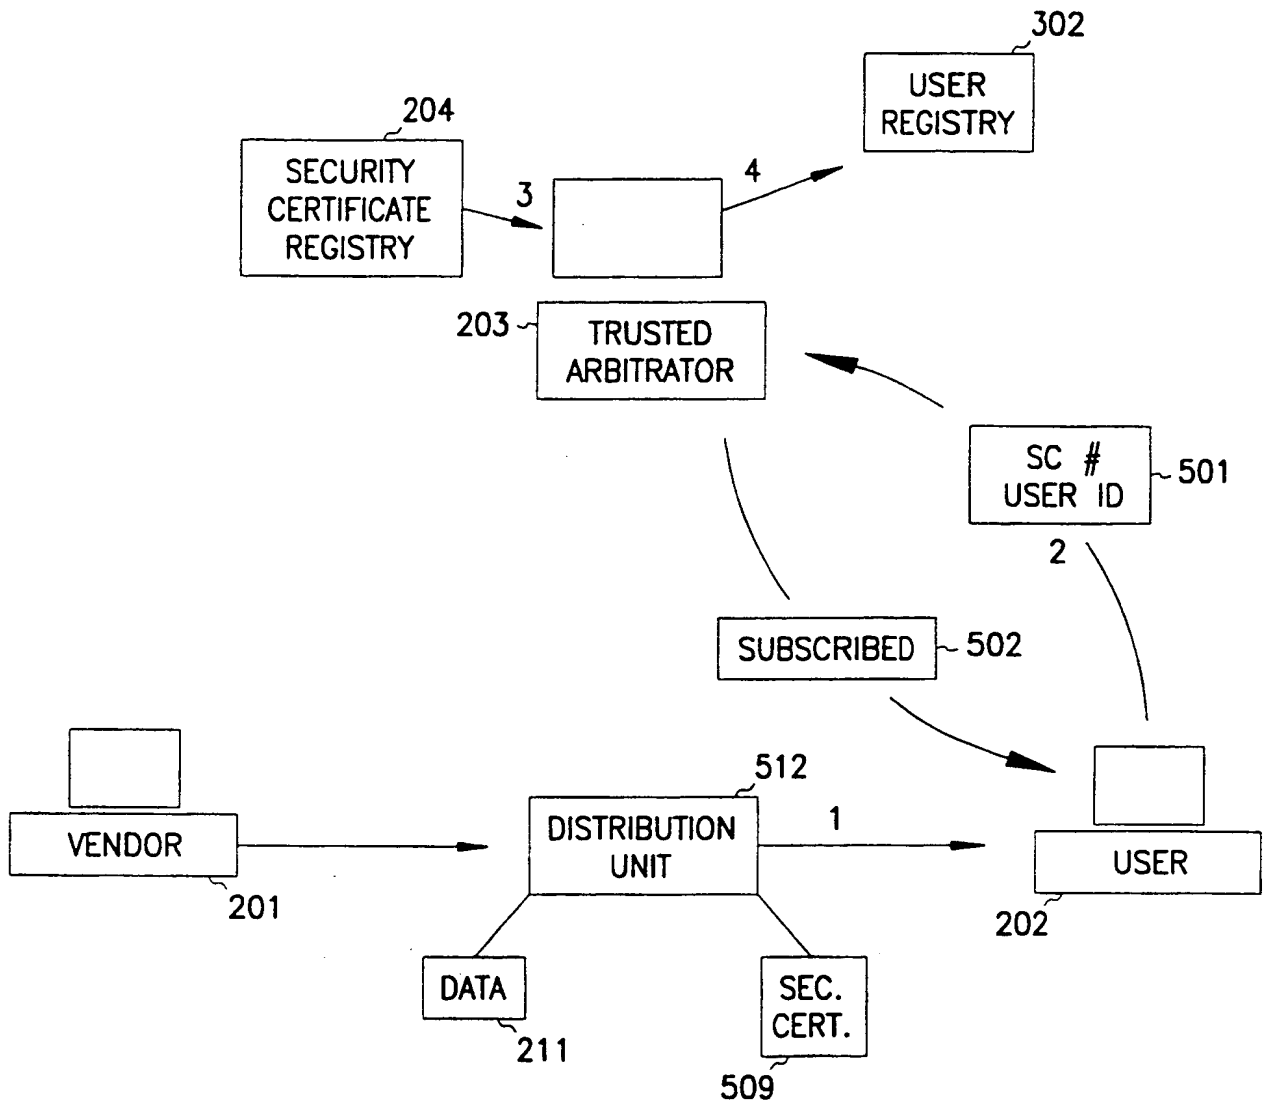 302
USER
REGISTRY
204
SECURITY
CERTIFICATE
REGISTRY
3
4
203
TRUSTED
ARBITRATOR
SC #
USER ID
501
2
SUBSCRIBED
502
VENDOR
201
512
DISTRIBUTION
UNIT
1
USER
202
DATA
211
SEC.
CERT.
509